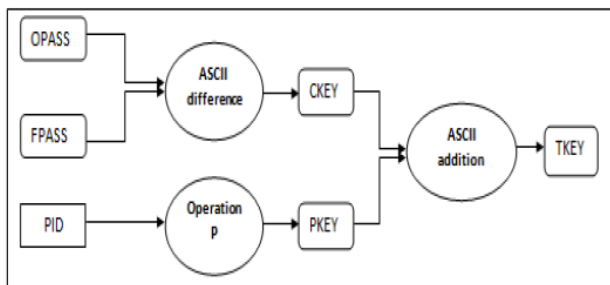 OPASS
FPASS
ASCII
difference
CKEY
ASCII
addition
TKEY
PID
Operation
P
PKEY